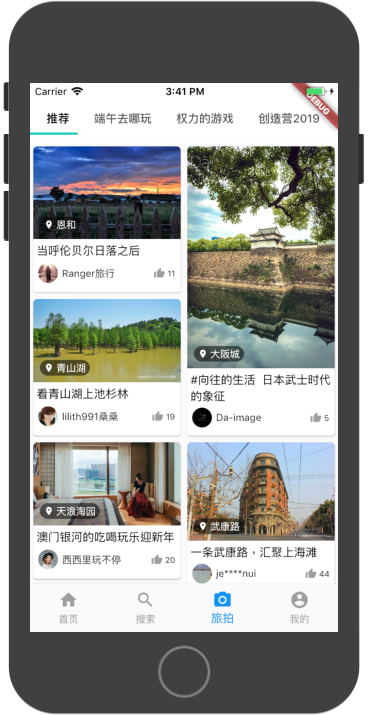 Carrier
3:41 PM
DEBUG
推荐
端午去哪玩
权力的游戏
创造营2019
恩和
当呼伦贝尔日落之后
Ranger旅行
11
大阪城
#向往的生活 日本武士时代
的象征
Da-image
5
青山湖
看青山湖上池杉林
lilith991桑桑
19
天浪淘园
澳门银河的吃喝玩乐迎新年
西西里玩不停
20
武康路
一条武康路，汇聚上海滩
je****nui
44
首页
搜索
旅拍
我的